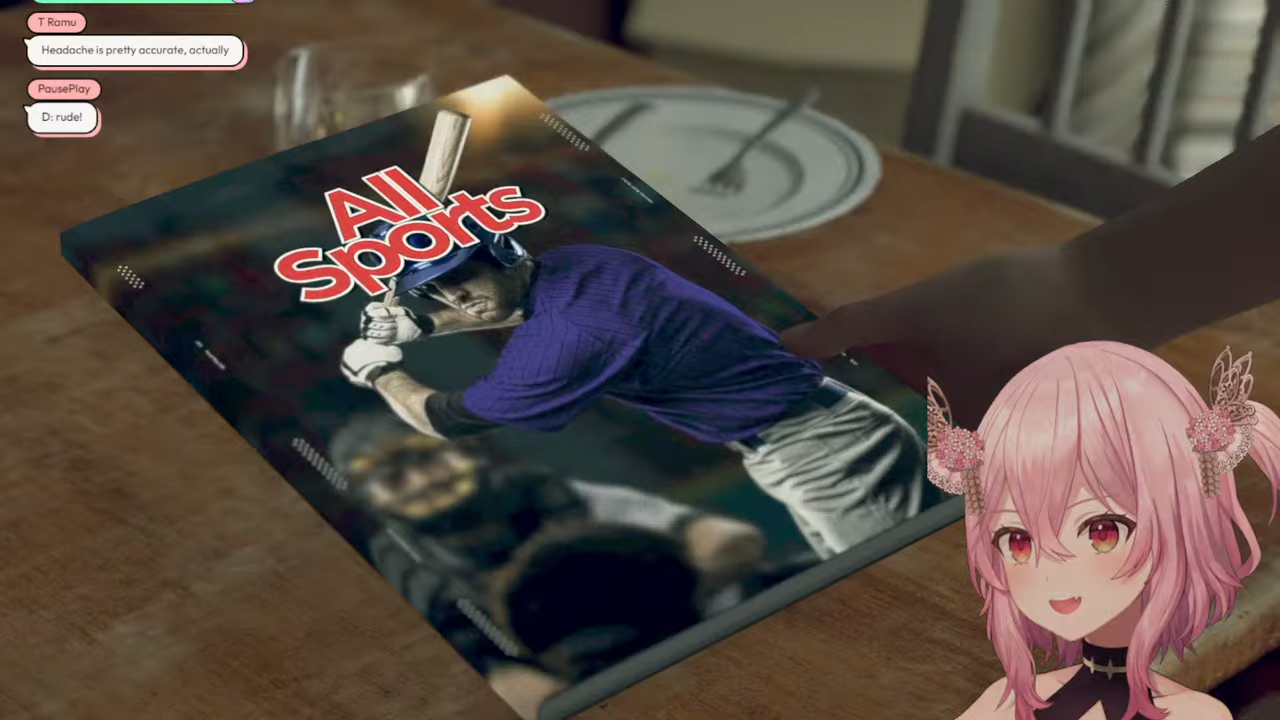 T Ramu
Headache is pretty accurate, actually
PausePlay
D: rude!
All
Sports